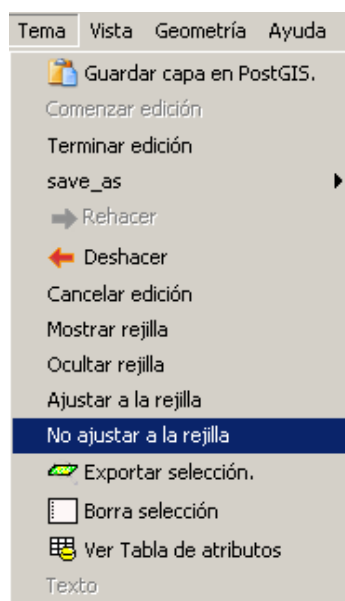 Tema Vista Geometría Ayuda
Guardar capa en PostGIS.
Comenzar edición
Terminar edición
save_as
Rehacer
Deshacer
Cancelar edición
Mostrar rejilla
Ocultar rejilla
Ajustar a la rejilla
No ajustar a la rejilla
Exportar selección.
Borra selección
Ver Tabla de atributos
Texto